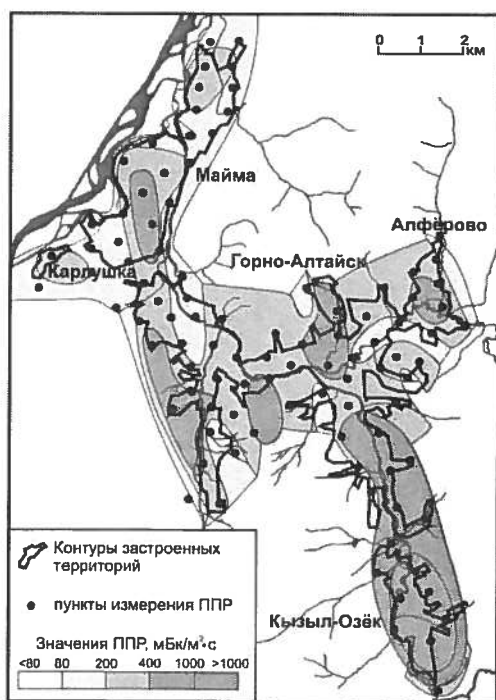 0 1 2
км
Майма
Алфёрово
Горно-Алтайск
Карлушка
Кызыл-Озёк
Контуры застроенных
территорий
пункты измерения ППР
Значения ППР, мБк/м²·с
<80 80 200 400 1000 >1000